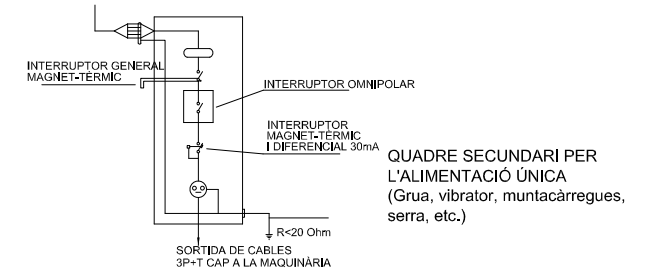 INTERRUPTOR GENERAL
MAGNET-TÈRMIC
INTERRUPTOR OMNIPOLAR
INTERRUPTOR
MAGNET-TÈRMIC
I DIFERENCIAL 30mA
QUADRE SECUNDARI PER
L'ALIMENTACIÓ ÚNICA
(Grua, vibrator, muntacàrregues,
serra, etc.)
R<20 Ohm
SORTIDA DE CABLES
3P+T CAP A LA MAQUINÀRIA